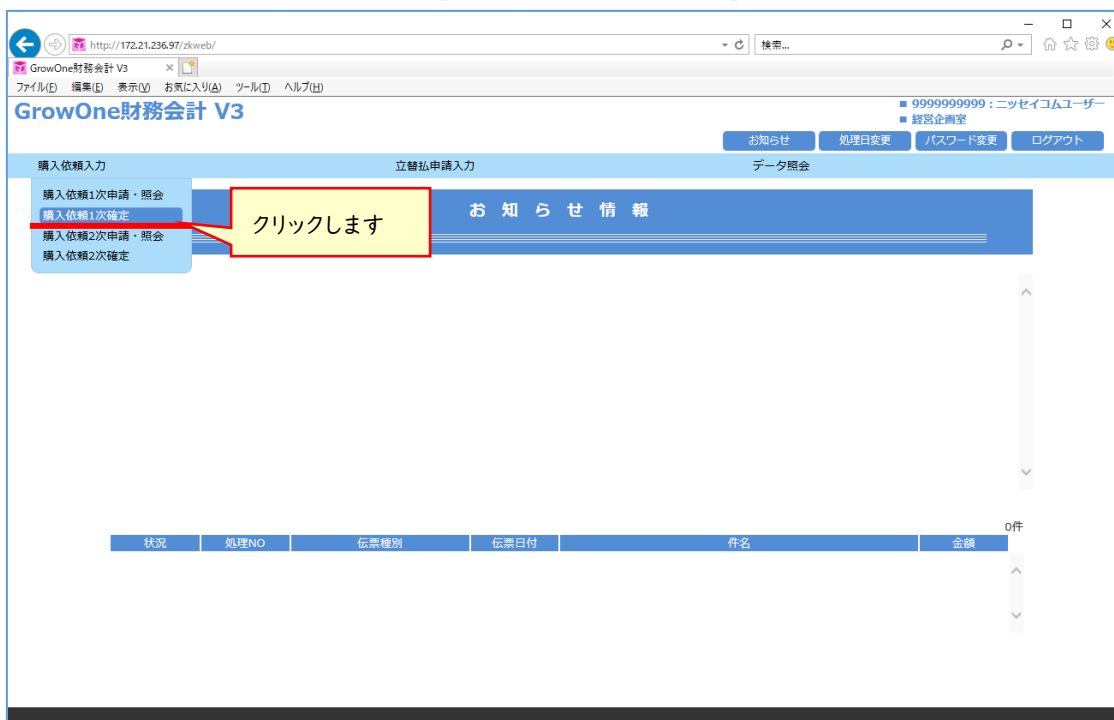 http://172.21.236.97/zkweb/
検索...
GrowOne財務会計 V3
ファイル(F) 編集(E) 表示(V) お気に入り(A) ツール(T) ヘルプ(H)
GrowOne財務会計 V3
9999999999：ニッセイコムユーザー
経営企画室
お知らせ 処理日変更 パスワード変更 ログアウト
購入依頼入力 立替払申請入力 データ照会
購入依頼1次申請・照会
購入依頼1次確定
購入依頼2次申請・照会
購入依頼2次確定
クリックします
お知らせ情報
0件
状況 処理NO 伝票種別 伝票日付 件名 金額